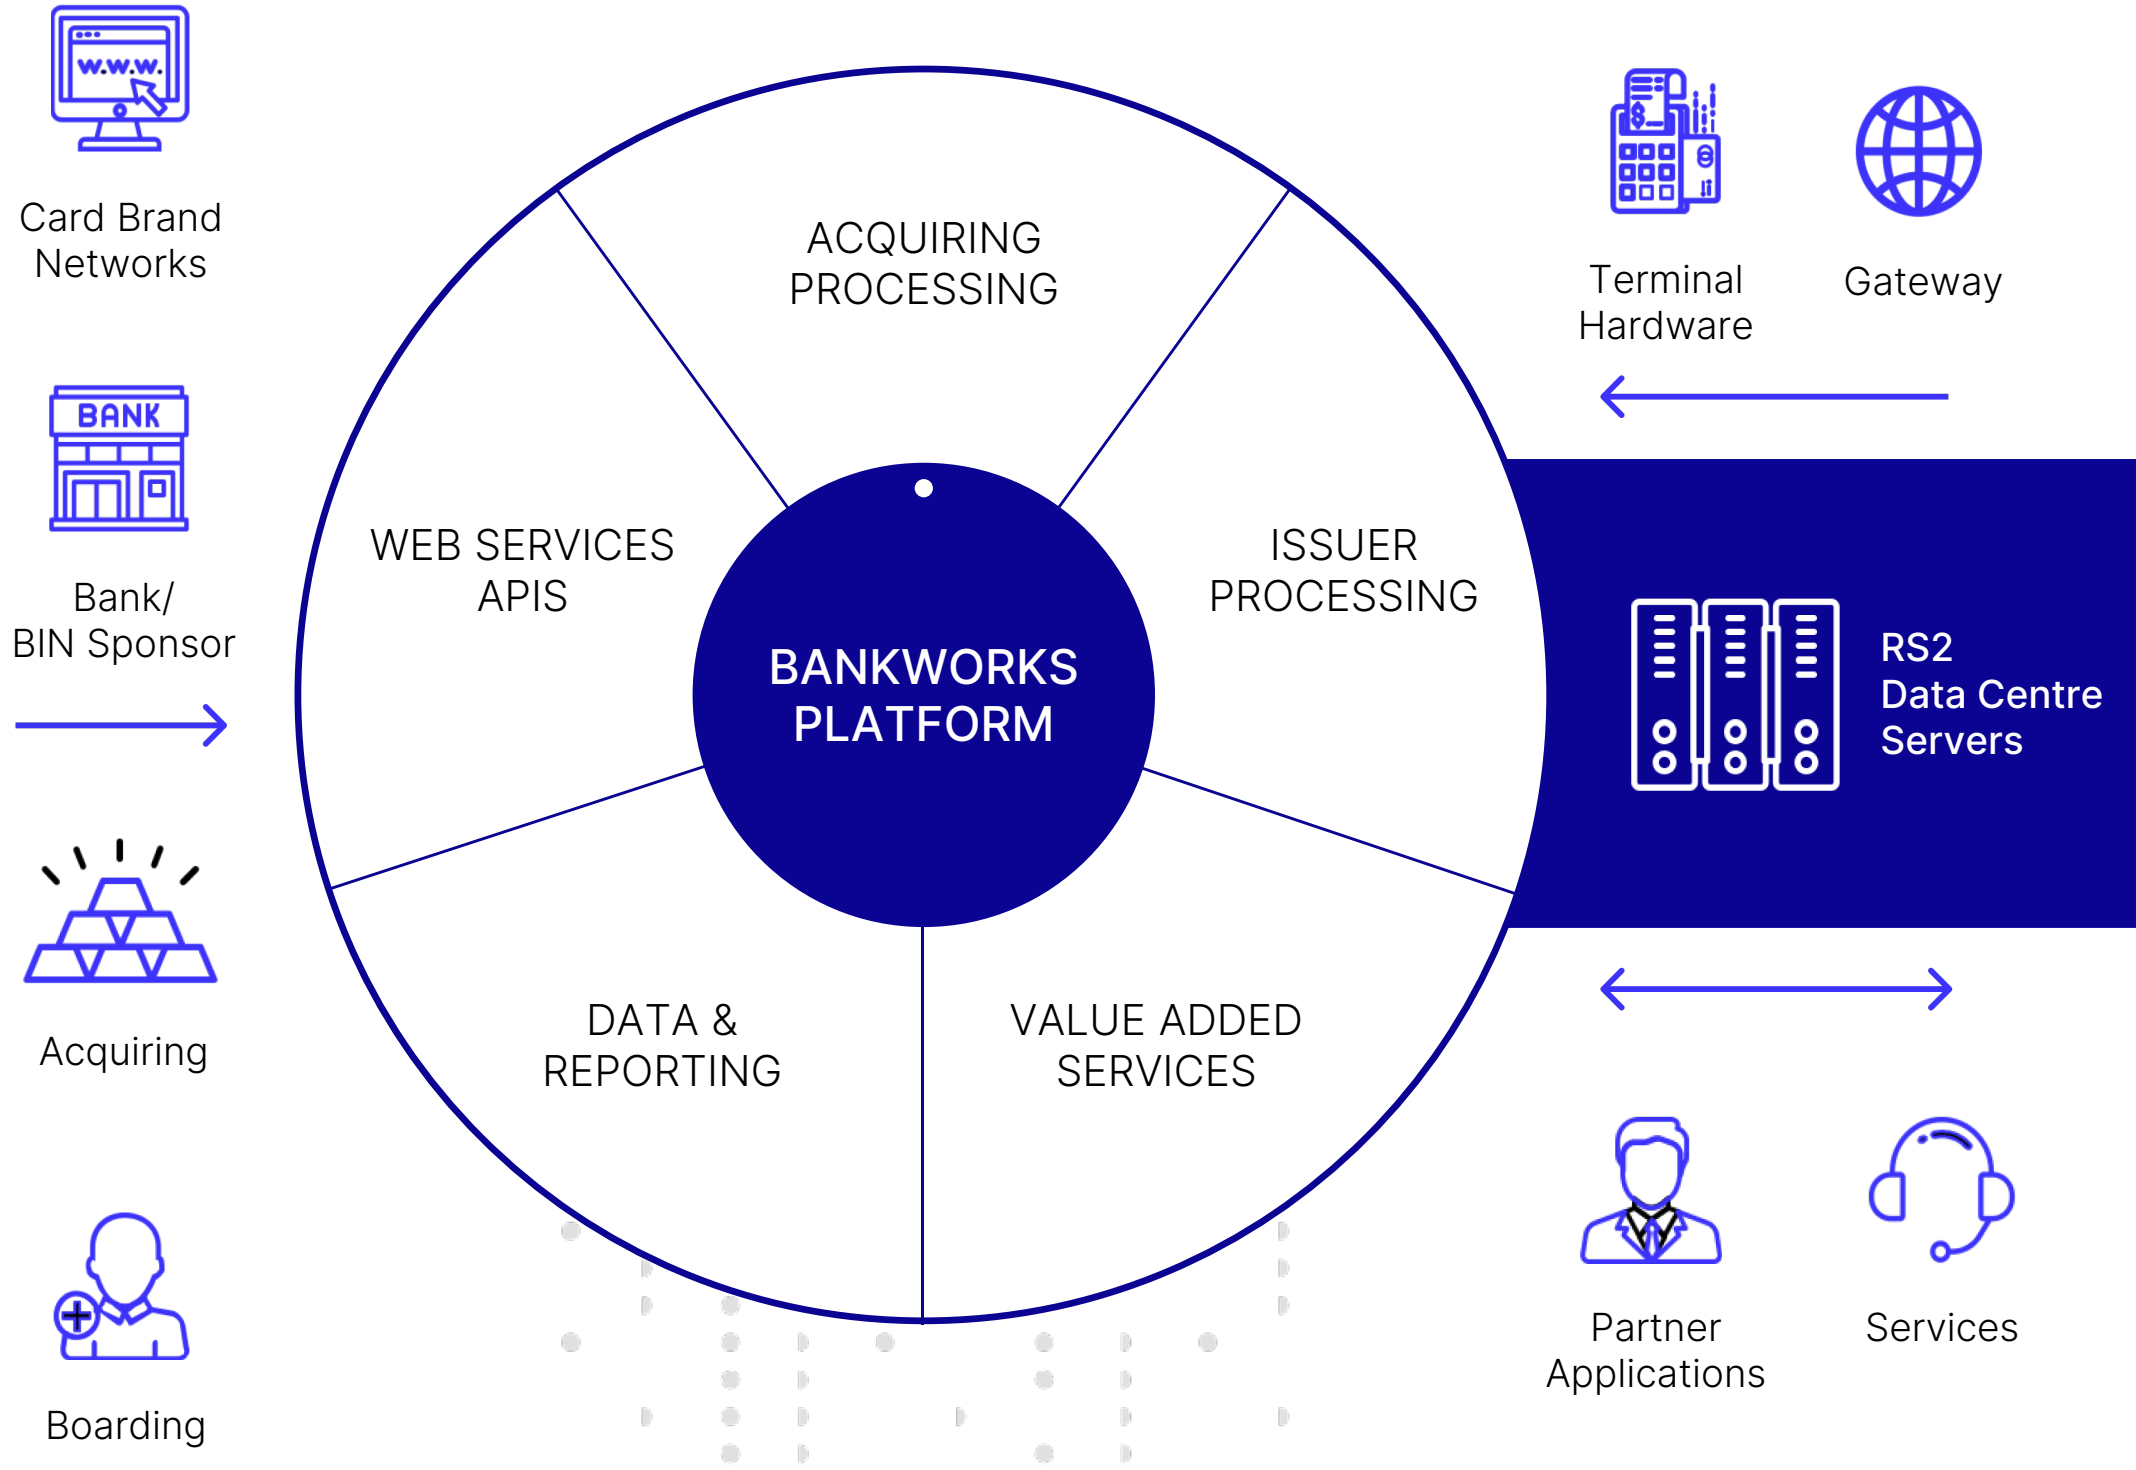 W.W.W.
Card Brand
Networks
BANK
Bank/
BIN Sponsor
Acquiring
Boarding
ACQUIRING
PROCESSING
WEB SERVICES
APIS
ISSUER
PROCESSING
BANKWORKS
PLATFORM
DATA &
REPORTING
VALUE ADDED
SERVICES
$
Terminal
Hardware
Gateway
RS2
Data Centre
Servers
Partner
Applications
Services